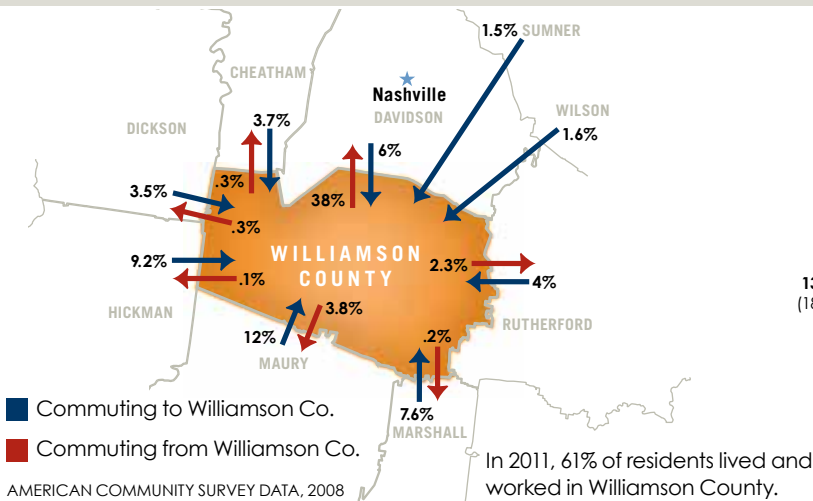 1.5% SUMNER
CHEATHAM
Nashville
DAVIDSON
WILSON
DICKSON
3.7%
6%
1.6%
.3%
3.5%
38%
.3%
WILLIAMSON
COUNTY
9.2%
2.3%
.1%
4%
13
(18
HICKMAN
3.8%
RUTHERFORD
12%
.2%
MAURY
7.6%
MARSHALL
Commuting to Williamson Co.
Commuting from Williamson Co.
AMERICAN COMMUNITY SURVEY DATA, 2008
In 2011, 61% of residents lived and
worked in Williamson County.